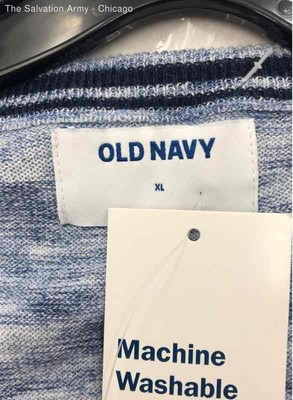 The Salvation Army - Chicago
OLD NAVY
XL
Machine
Washable